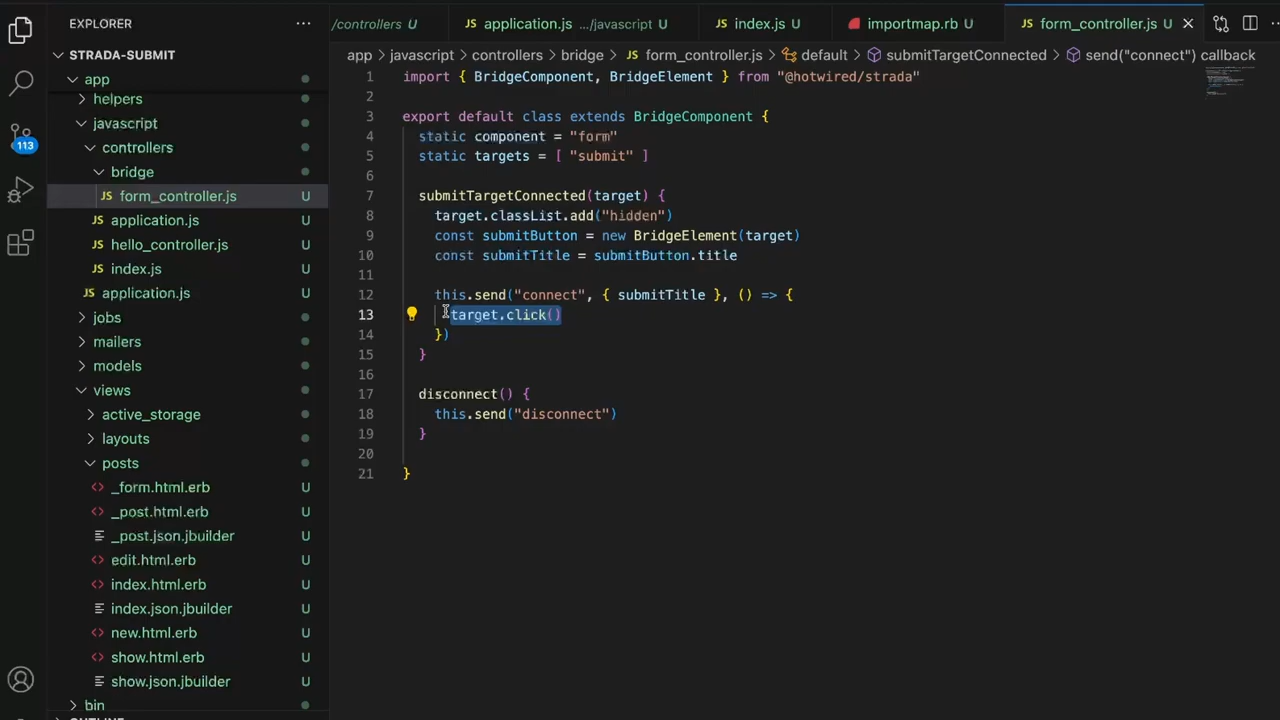 EXPLORER
STRADA-SUBMIT
app
helpers
javascript
controllers
bridge
JS form_controller.js U
JS application.js U
JS hello_controller.js U
JS index.js U
JS application.js U
jobs
mailers
models
views
active_storage
layouts
posts
<> _form.html.erb U
<> _post.html.erb U
_post.json.jbuilder U
<> edit.html.erb U
<> index.html.erb U
index.json.jbuilder U
<> new.html.erb U
<> show.html.erb U
show.json.jbuilder U
bin
OUTLINE
113
/controllers
JS application.js .../javascript U
JS index.js U
importmap.rb U
JS form_controller.js U
app > javascript > controllers > bridge > JS form_controller.js > default > submitTargetConnected > send("connect") callback
1 import { BridgeComponent, BridgeElement } from "@hotwired/strada"
2
3 export default class extends BridgeComponent {
4 static component = "form"
5 static targets = [ "submit" ]
6
7 submitTargetConnected(target) {
8 target.classList.add("hidden")
9 const submitButton = new BridgeElement(target)
10 const submitTitle = submitButton.title
11
12 this.send("connect", { submitTitle }, () => {
13 target.click()
14 })
15 }
16
17 disconnect() {
18 this.send("disconnect")
19 }
20
21 }